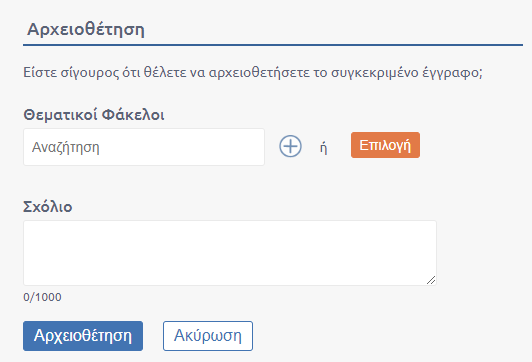 Αρχειοθέτηση
Είστε σίγουρος ότι θέλετε να αρχειοθετήσετε το συγκεκριμένο έγγραφο;
Θεματικοί Φάκελοι
Αναζήτηση ή Επιλογή
Σχόλιο
0/1000
Αρχειοθέτηση Ακύρωση